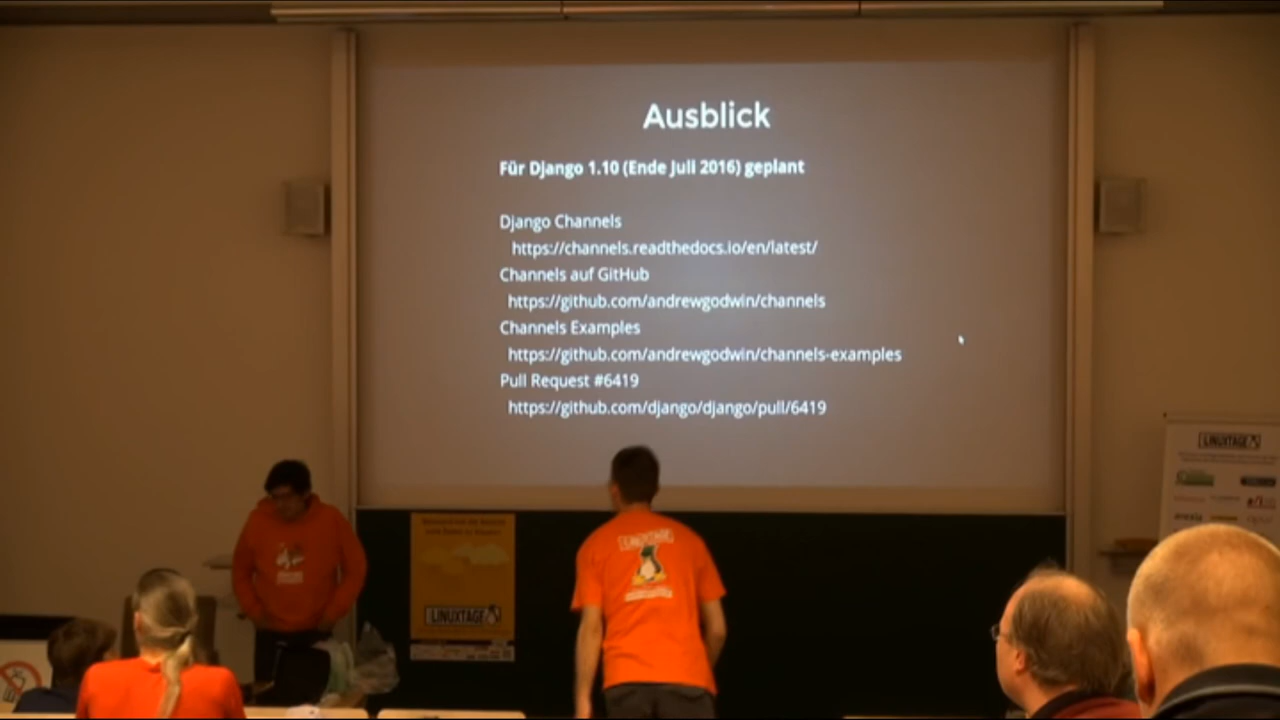 Ausblick
Für Django 1.10 (Ende Juli 2016) geplant
Django Channels
https://channels.readthedocs.io/en/latest/
Channels auf GitHub
https://github.com/andrewgodwin/channels
Channels Examples
https://github.com/andrewgodwin/channels-examples
Pull Request #6419
https://github.com/django/django/pull/6419
LINUXTAGE
LINUXTAGE